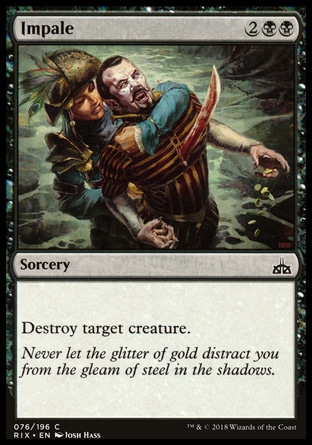 Impale 2
Sorcery
Destroy target creature.
Never let the glitter of gold distract you
from the gleam of steel in the shadows.
076/196 C
RIX • EN Josh Hass
™ & © 2018 Wizards of the Coast